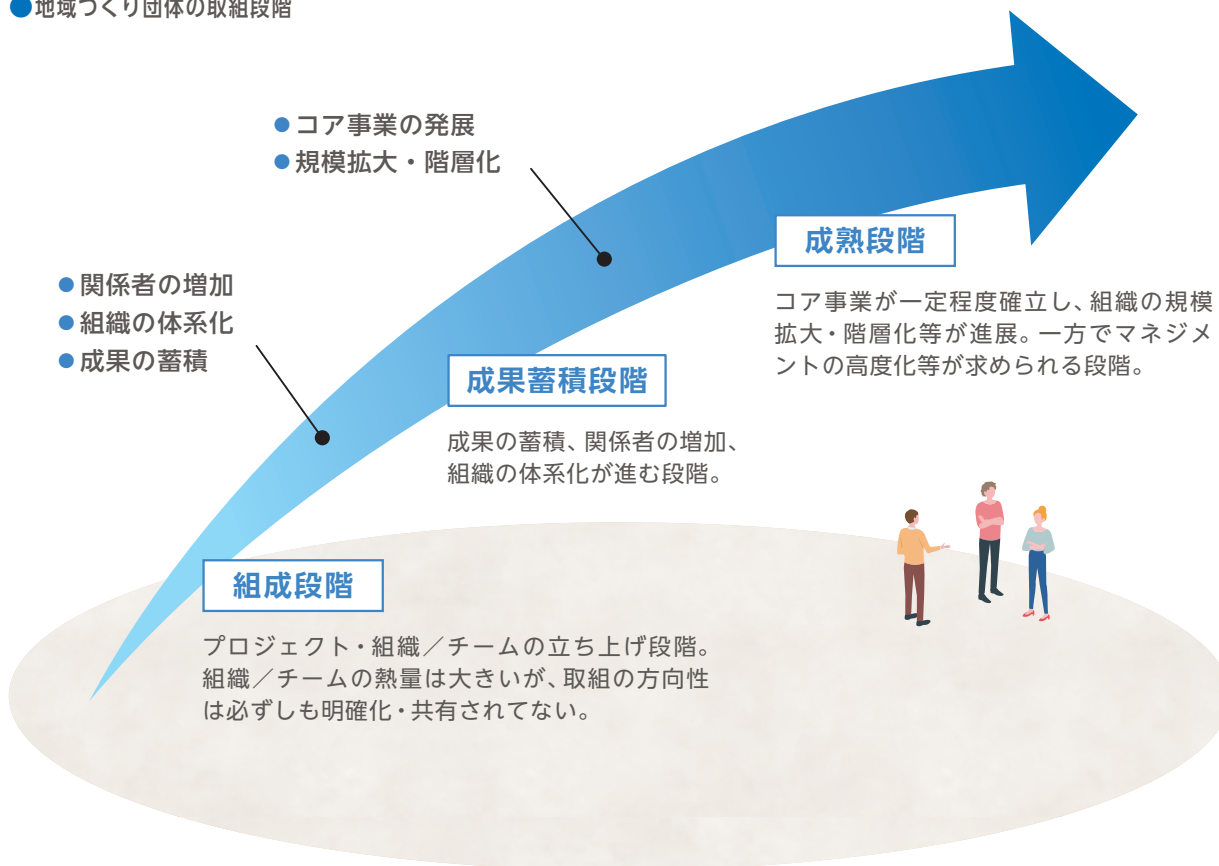 ●地域づくり団体の取組段階
●コア事業の発展
●規模拡大・階層化
●関係者の増加
●組織の体系化
●成果の蓄積
成熟段階
コア事業が一定程度確立し、組織の規模
拡大・階層化等が進展。一方でマネジメ
ントの高度化等が求められる段階。
成果蓄積段階
成果の蓄積、関係者の増加、
組織の体系化が進む段階。
組成段階
プロジェクト・組織／チームの立ち上げ段階。
組織／チームの熱量は大きいが、取組の方向性
は必ずしも明確化・共有されてない。